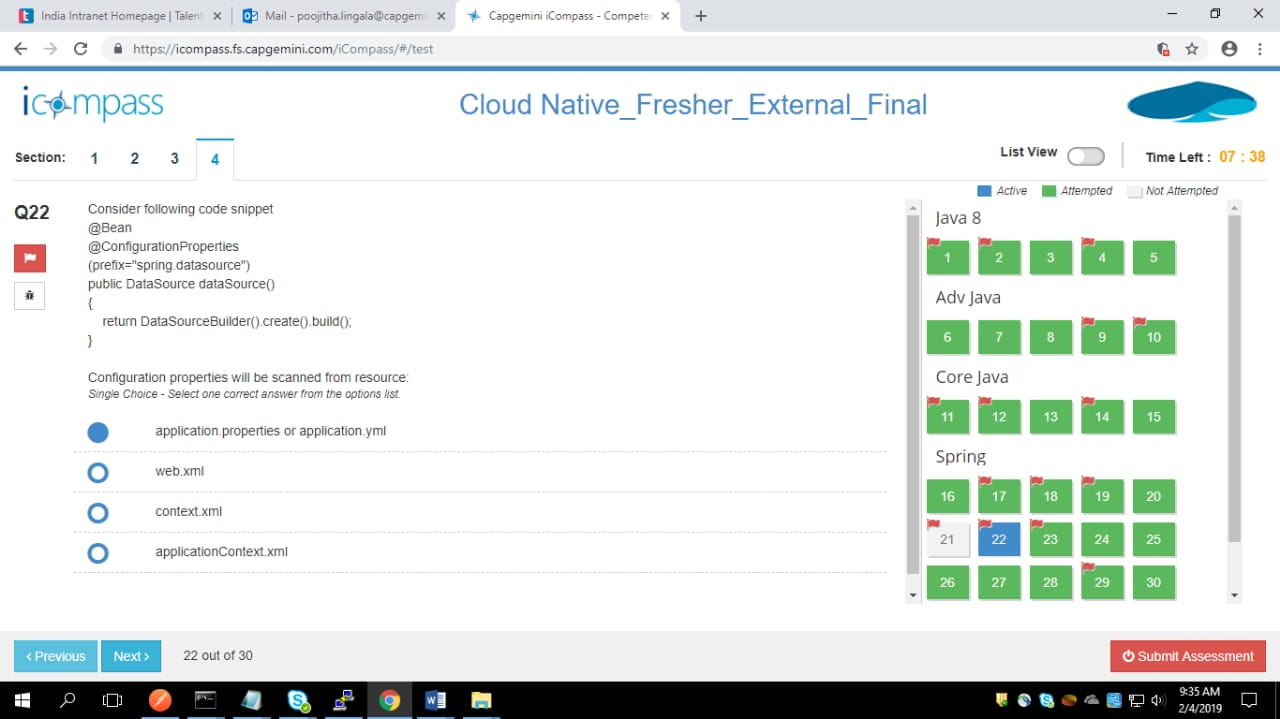 India Intranet Homepage | Talent
Mail - poojitha.lingala@capgemi
Capgemini iCompass - Compete
https://icompass.fs.capgemini.com/iCompass/#/test
icompass
Cloud Native_Fresher_External_Final
Section: 1 2 3 4
List View
Time Left : 07 : 38
Active Attempted Not Attempted
Q22
Consider following code snippet
@Bean
@ConfigurationProperties
(prefix="spring.datasource")
public DataSource dataSource()
{
return DataSourceBuilder().create().build();
}
Configuration properties will be scanned from resource:
Single Choice - Select one correct answer from the options list.
application.properties or application.yml
web.xml
context.xml
applicationContext.xml
Java 8
1 2 3 4 5
Adv Java
6 7 8 9 10
Core Java
11 12 13 14 15
Spring
16 17 18 19 20
21 22 23 24 25
26 27 28 29 30
< Previous
Next >
22 out of 30
Submit Assessment
9:35 AM
2/4/2019